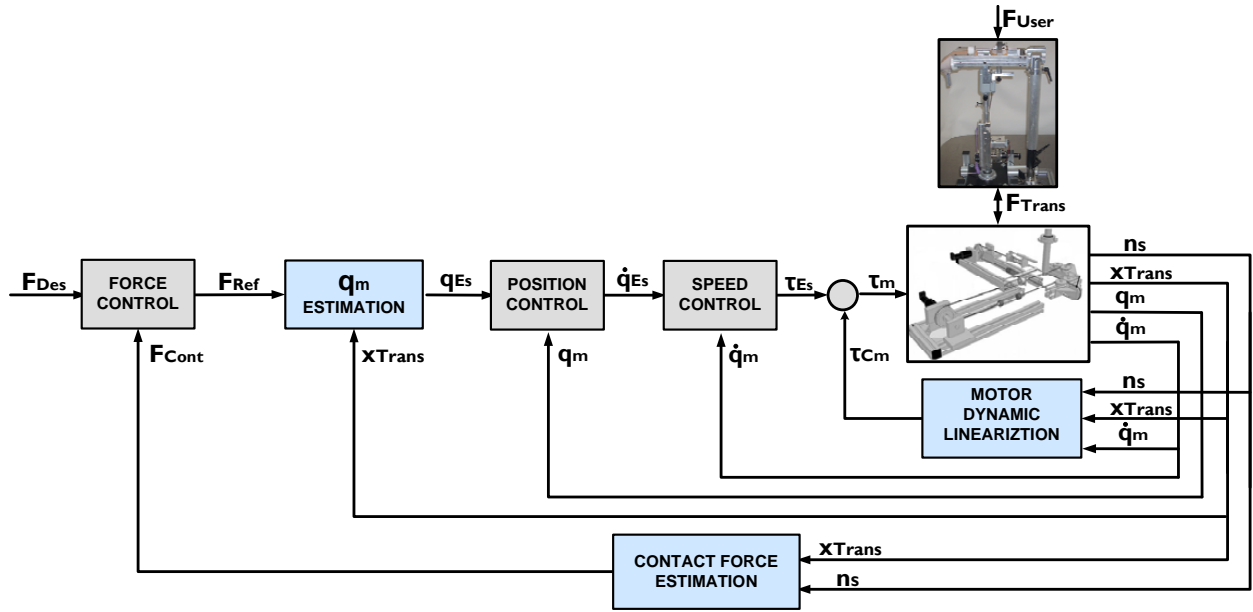 FUser
FTrans
ns
xTrans
qm
q̇m
FDes
FORCE
CONTROL
FRef
qm
ESTIMATION
qEs
POSITION
CONTROL
q̇Es
SPEED
CONTROL
τEs
τm
FCont
xTrans
qm
q̇m
τCm
MOTOR
DYNAMIC
LINEARIZTION
ns
xTrans
q̇m
CONTACT FORCE
ESTIMATION
xTrans
ns